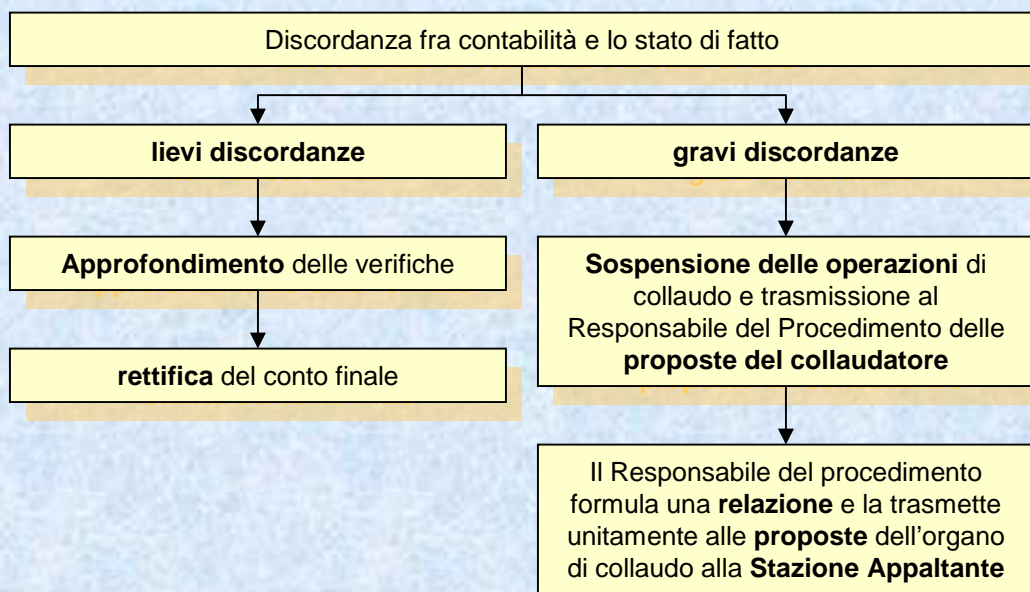 Discordanza fra contabilità e lo stato di fatto
lievi discordanze
gravi discordanze
Approfondimento delle verifiche
rettifica del conto finale
Sospensione delle operazioni di
collaudo e trasmissione al
Responsabile del Procedimento delle
proposte del collaudatore
Il Responsabile del procedimento
formula una relazione e la trasmette
unitamente alle proposte dell'organo
di collaudo alla Stazione Appaltante